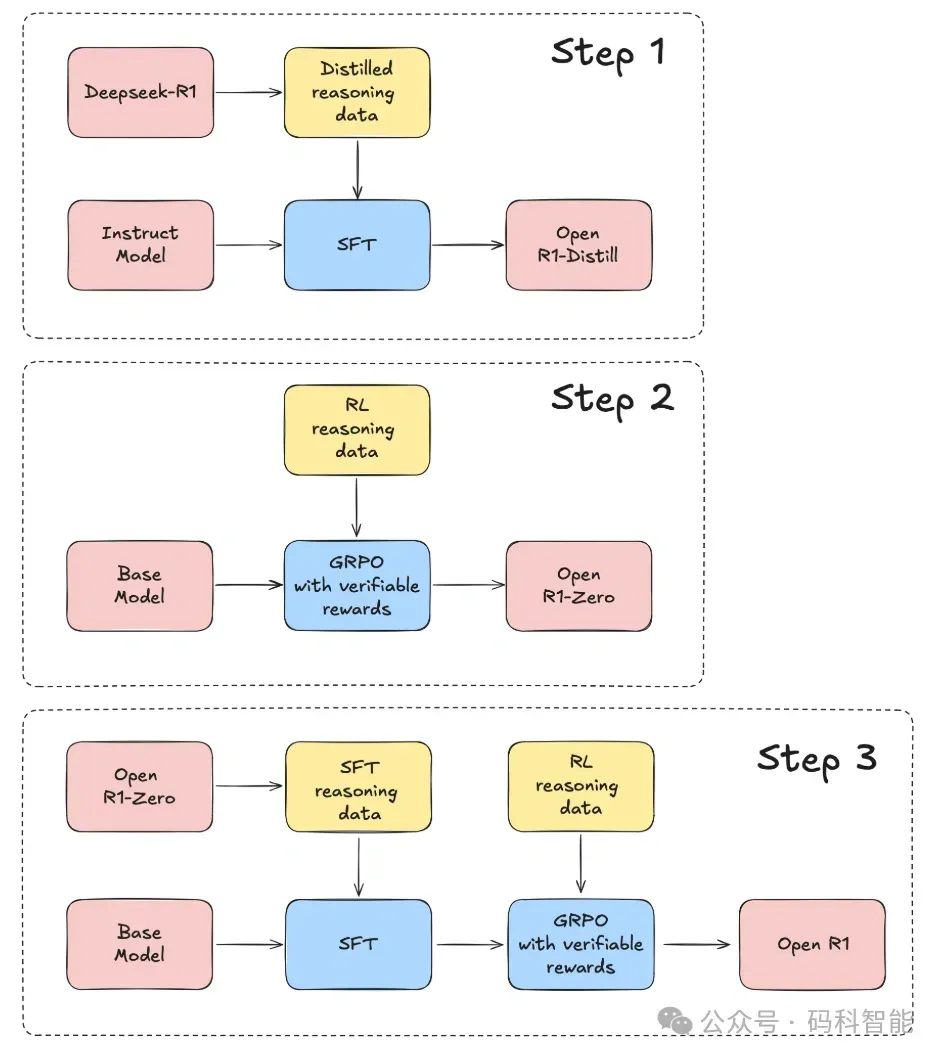 Step 1
Deepseek-R1
Distilled
reasoning
data
Instruct
Model
SFT
Open
R1-Distill
Step 2
RL
reasoning
data
Base
Model
GRPO
with verifiable
rewards
Open
R1-Zero
Step 3
Open
R1-Zero
SFT
reasoning
data
RL
reasoning
data
Base
Model
SFT
GRPO
with verifiable
rewards
Open R1
公众号 · 码科智能